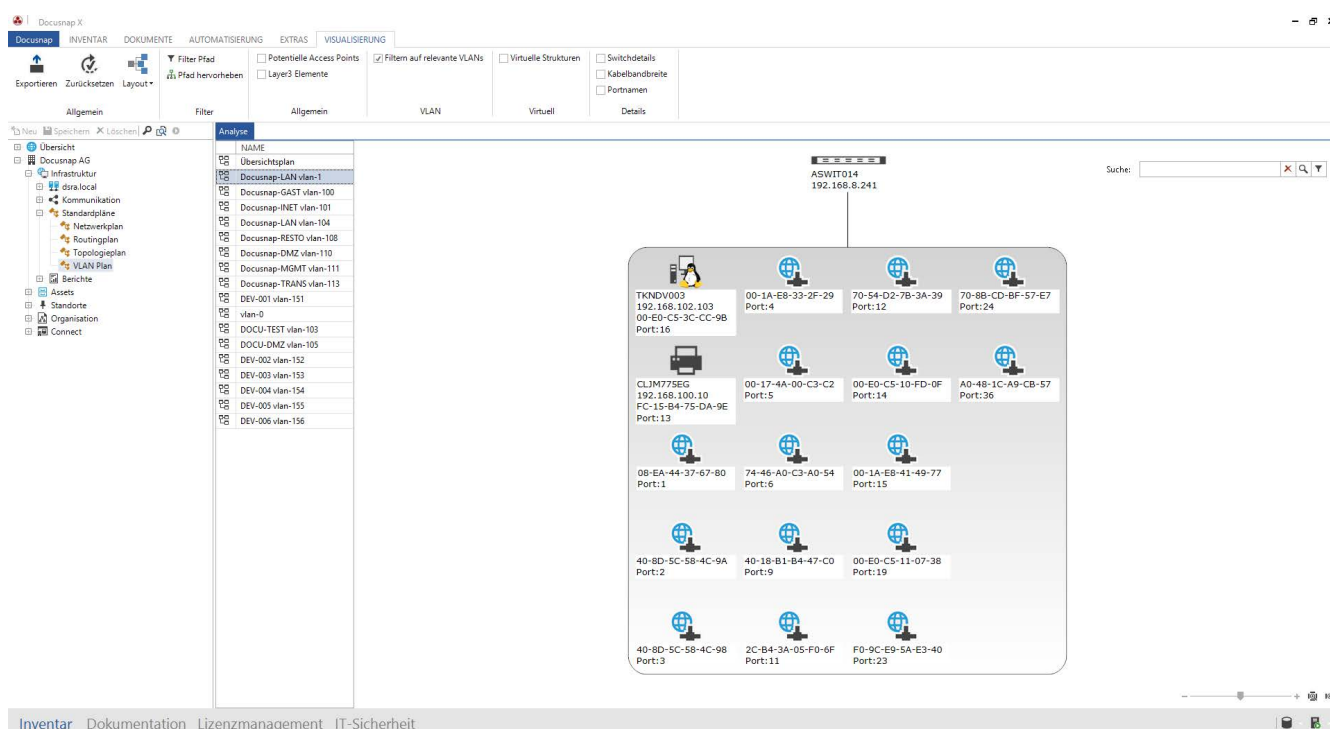 Docusnap X
Docusnap INVENTAR DOKUMENTE AUTOMATISIERUNG EXTRAS VISUALISIERUNG
Exportieren Zurücksetzen Layout
Filter Pfad
Pfad hervorheben
Potentielle Access Points
Layer3 Elemente
Filtern auf relevante VLANs
Virtuelle Strukturen
Switchdetails
Kabelbandbreite
Portnamen
Allgemein Filter Allgemein VLAN Virtuell Details
Neu Speichern Löschen
Übersicht
Docusnap AG
Infrastruktur
dsra.local
Kommunikation
Standardpläne
Netzwerkplan
Routingplan
Topologieplan
VLAN Plan
Berichte
Assets
Standorte
Organisation
Connect
Analyse
NAME
Übersichtsplan
Docusnap-LAN vlan-1
Docusnap-GAST vlan-100
Docusnap-INET vlan-101
Docusnap-LAN vlan-104
Docusnap-RESTO vlan-108
Docusnap-DMZ vlan-110
Docusnap-MGMT vlan-111
Docusnap-TRANS vlan-113
DEV-001 vlan-151
vlan-0
DOCU-TEST vlan-103
DOCU-DMZ vlan-105
DEV-002 vlan-152
DEV-003 vlan-153
DEV-004 vlan-154
DEV-005 vlan-155
DEV-006 vlan-156
ASWIT014
192.168.8.241
Suche:
TKNDV003
192.168.102.103
00-E0-C5-3C-CC-9B
Port:16
00-1A-E8-33-2F-29
Port:4
70-54-D2-7B-3A-39
Port:12
70-8B-CD-BF-57-E7
Port:24
CLJM775EG
192.168.100.10
FC-15-B4-75-DA-9E
Port:13
00-17-4A-00-C3-C2
Port:5
00-E0-C5-10-FD-0F
Port:14
A0-48-1C-A9-CB-57
Port:36
08-EA-44-37-67-80
Port:1
74-46-A0-C3-A0-54
Port:6
00-1A-E8-41-49-77
Port:15
40-8D-5C-58-4C-9A
Port:2
40-18-B1-B4-47-C0
Port:9
00-E0-C5-11-07-38
Port:19
40-8D-5C-58-4C-98
Port:3
2C-B4-3A-05-F0-6F
Port:11
F0-9C-E9-5A-E3-40
Port:23
Inventar Dokumentation Lizenzmanagement IT-Sicherheit